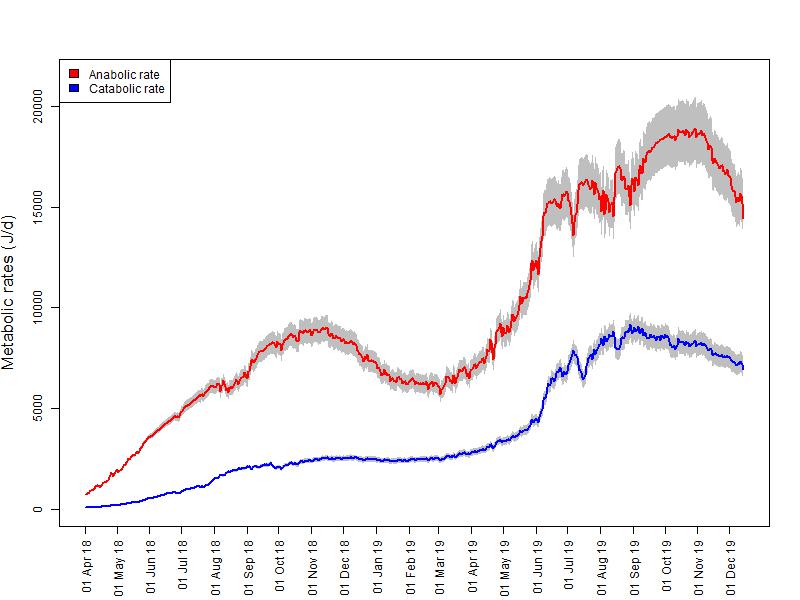 Anabolic rate
Catabolic rate
Metabolic rates (J/d)
20000
15000
10000
5000
0
01 Apr 18
01 May 18
01 Jun 18
01 Jul 18
01 Aug 18
01 Sep 18
01 Oct 18
01 Nov 18
01 Dec 18
01 Jan 19
01 Feb 19
01 Mar 19
01 Apr 19
01 May 19
01 Jun 19
01 Jul 19
01 Aug 19
01 Sep 19
01 Oct 19
01 Nov 19
01 Dec 19